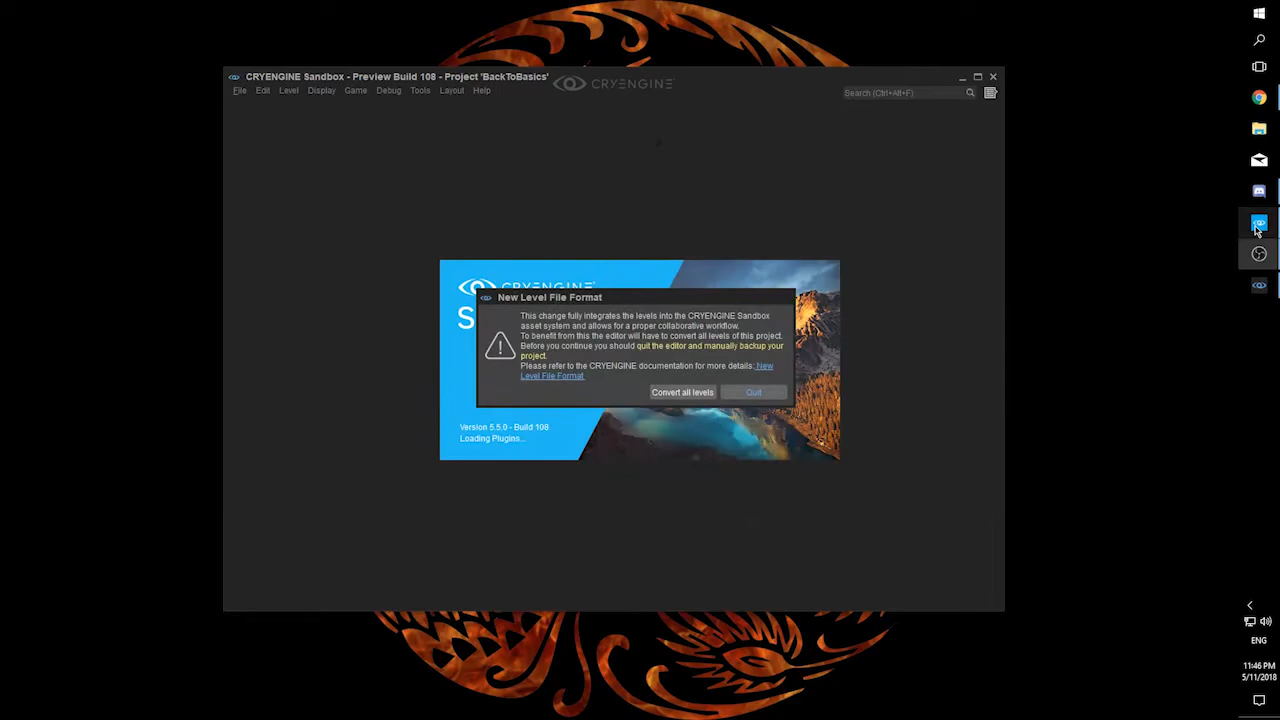 CRYENGINE Sandbox - Preview Build 108 - Project 'BackToBasics'
CRYENGINE
File Edit Level Display Game Debug Tools Layout Help
Search (Ctrl+Alt+F)
CRYENGINE
S
New Level File Format
This change fully integrates the levels into the CRYENGINE Sandbox
asset system and allows for a proper collaborative workflow.
To benefit from this the editor will have to convert all levels of this project.
Before you continue you should quit the editor and manually backup your
project.
Please refer to the CRYENGINE documentation for more details: New
Level File Format
Convert all levels
Quit
Version 5.5.0 - Build 108
Loading Plugins...
ENG
11:46 PM
5/11/2018